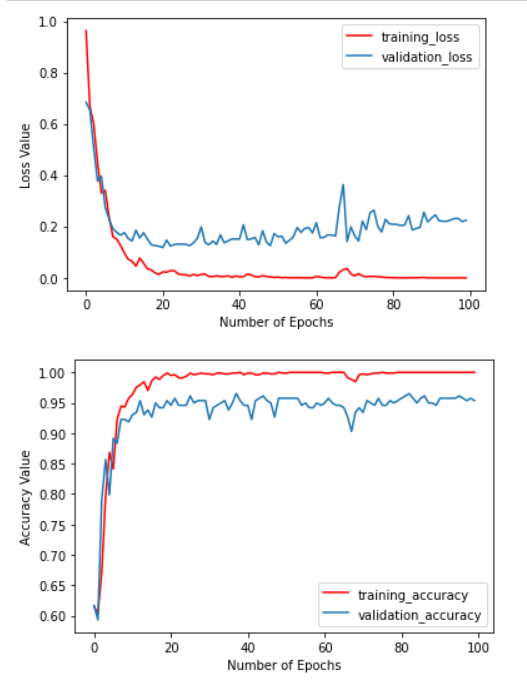 1.0
0.8
0.6
0.4
0.2
0.0
Loss Value
training_loss
validation_loss
0 20 40 60 80 100
Number of Epochs
1.00
0.95
0.90
0.85
0.80
0.75
0.70
0.65
0.60
Accuracy Value
training_accuracy
validation_accuracy
0 20 40 60 80 100
Number of Epochs